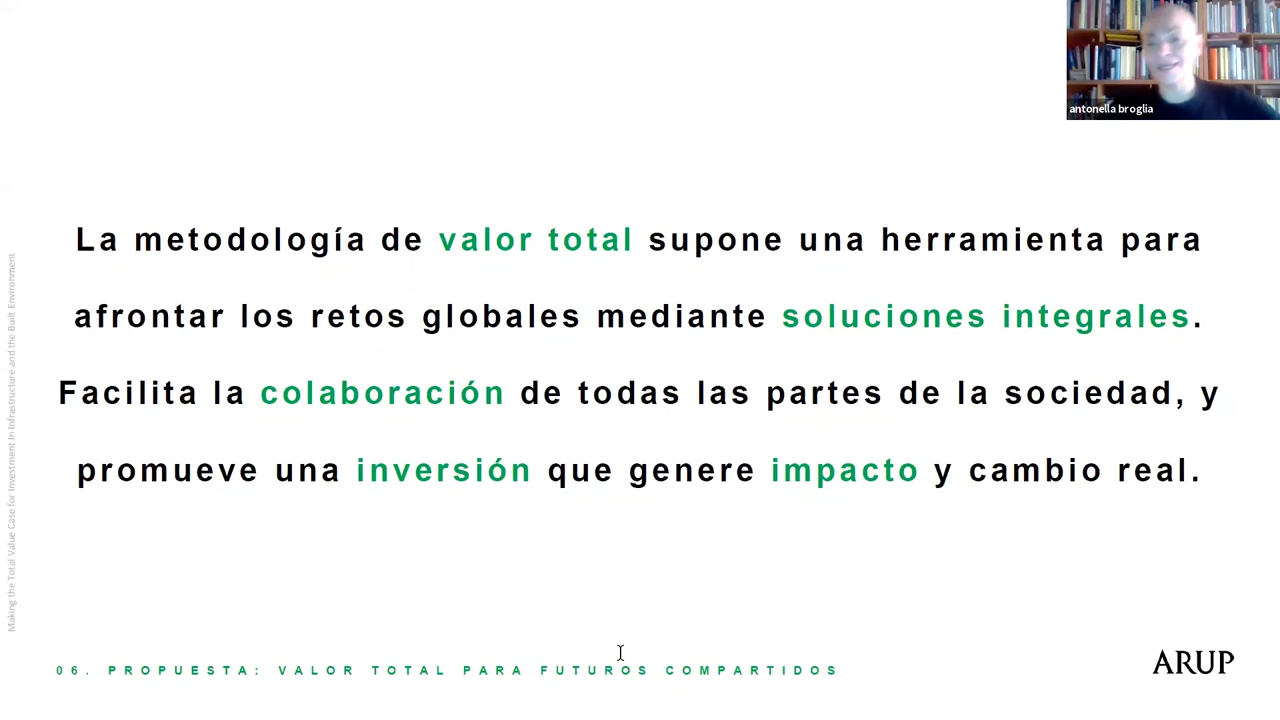 antonella broglia
La metodología de valor total supone una herramienta para
afrontar los retos globales mediante soluciones integrales.
Facilita la colaboración de todas las partes de la sociedad, y
promueve una inversión que genere impacto y cambio real.
Making the Total Value Case for Investment In Infrastructure and the Built Environment
06. PROPUESTA: VALOR TOTAL PARA FUTUROS COMPARTIDOS
ARUP